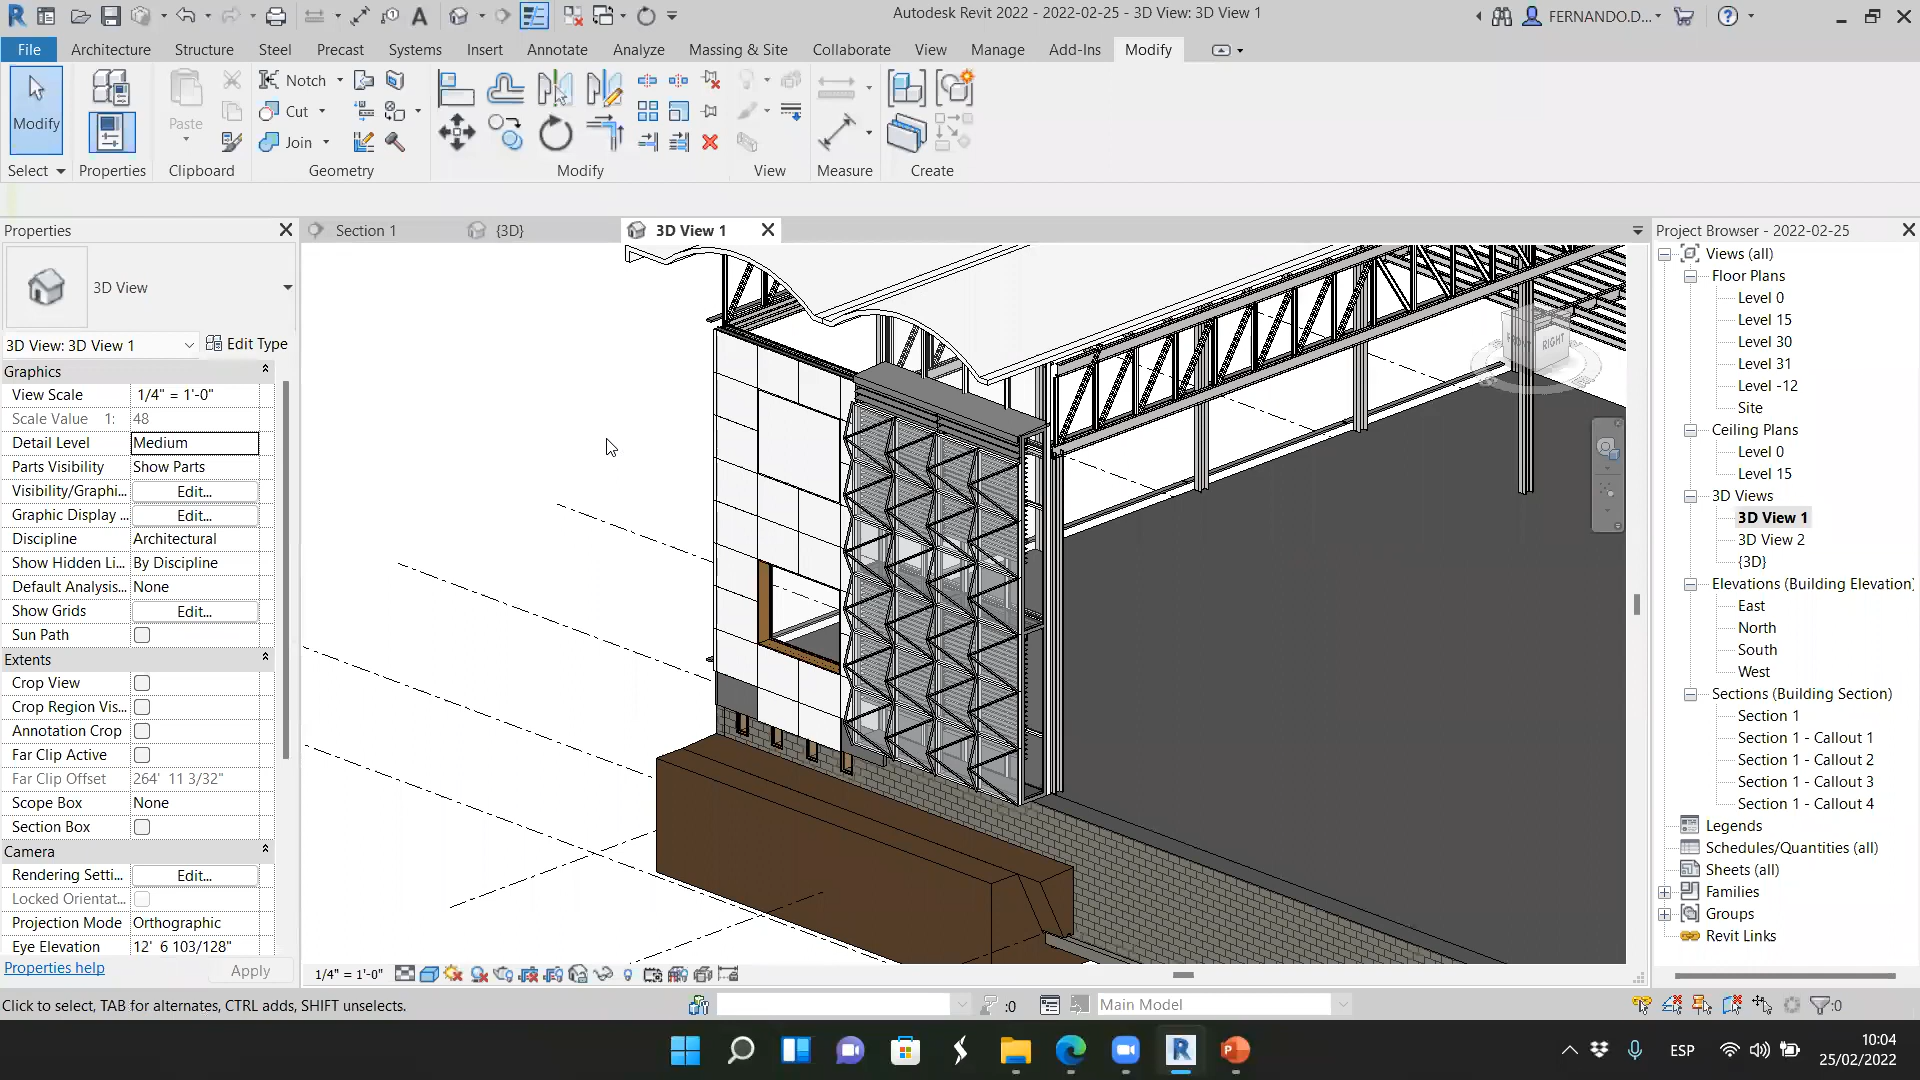 Autodesk Revit 2022 - 2022-02-25 - 3D View: 3D View 1
FERNANDO.D...
File Architecture Structure Steel Precast Systems Insert Annotate Analyze Massing & Site Collaborate View Manage Add-Ins Modify
Modify
Paste
Notch
Cut
Join
Select Properties Clipboard Geometry Modify View Measure Create
Properties
Section 1 {3D} 3D View 1
Project Browser - 2022-02-25
3D View
3D View: 3D View 1 Edit Type
Graphics
View Scale 1/4" = 1'-0"
Scale Value 1: 48
Detail Level Medium
Parts Visibility Show Parts
Visibility/Graphi... Edit...
Graphic Display ... Edit...
Discipline Architectural
Show Hidden Li... By Discipline
Default Analysis... None
Show Grids Edit...
Sun Path
Extents
Crop View
Crop Region Vis...
Annotation Crop
Far Clip Active
Far Clip Offset 264' 11 3/32"
Scope Box None
Section Box
Camera
Rendering Setti... Edit...
Locked Orientat...
Projection Mode Orthographic
Eye Elevation 12' 6 103/128"
Properties help Apply
FRONT RIGHT
Views (all)
Floor Plans
Level 0
Level 15
Level 30
Level 31
Level -12
Site
Ceiling Plans
Level 0
Level 15
3D Views
3D View 1
3D View 2
{3D}
Elevations (Building Elevation)
East
North
South
West
Sections (Building Section)
Section 1
Section 1 - Callout 1
Section 1 - Callout 2
Section 1 - Callout 3
Section 1 - Callout 4
Legends
Schedules/Quantities (all)
Sheets (all)
Families
Groups
Revit Links
1/4" = 1'-0"
Click to select, TAB for alternates, CTRL adds, SHIFT unselects.
:0
Main Model
:0
ESP
10:04
25/02/2022